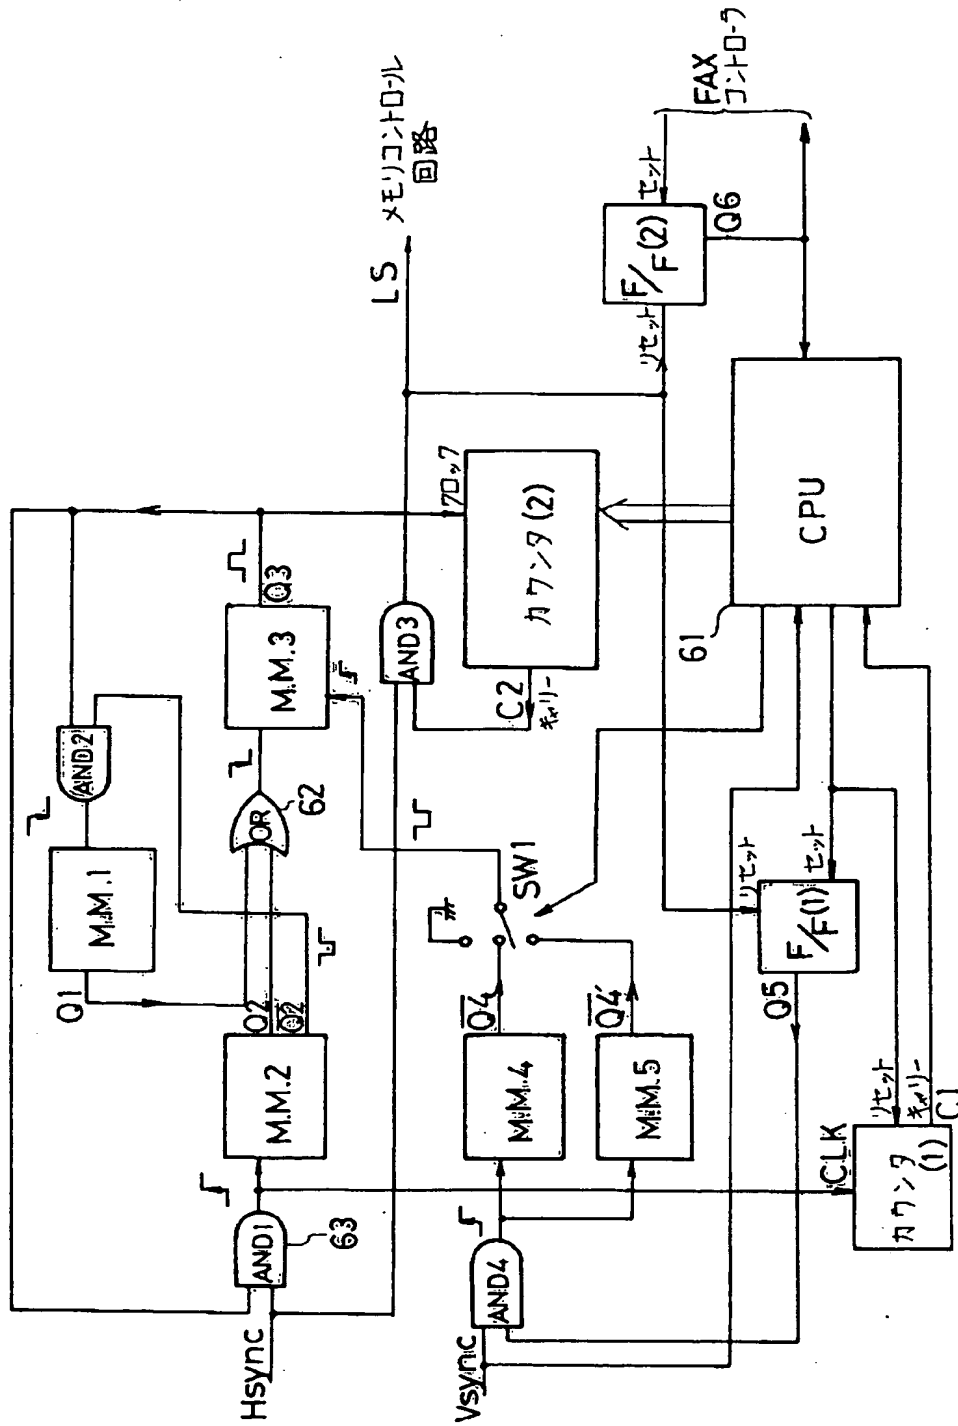 Hsync
AND1
63
M.M.2
Q2
Q2
Q1
M.M.1
AND2
OR
62
M.M.3
Q3
Vsync
AND4
M.M.4
Q4
M.M.5
Q4'
SW1
AND3
C2
キャリー
カウンタ(2)
クロック
LS
メモリコントロール
回路
カウンタ
(1)
CLK
リセット
キャリー
C1
Q5
F/F(1)
リセット
セット
61
CPU
F/F(2)
リセット
セット
Q6
FAX
コントローラ